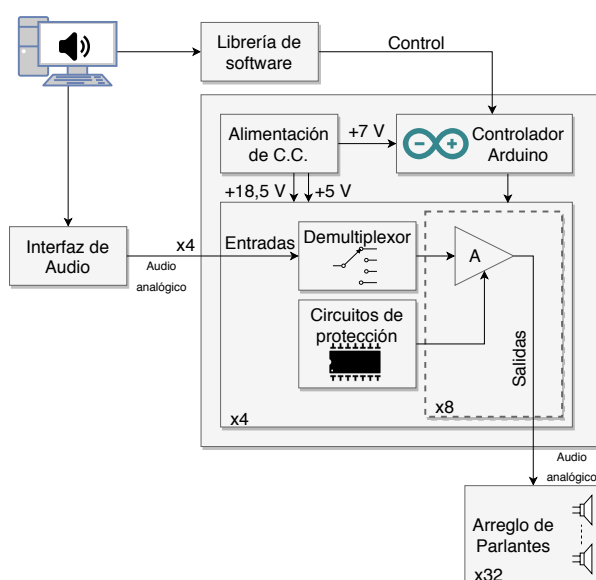 Librería de
software
Control
Alimentación
de C.C.
+7 V
Controlador
Arduino
+18,5 V
+5 V
Interfaz de
Audio
x4
Audio
analógico
Entradas
Demultiplexor
A
Circuitos de
protección
Salidas
x8
x4
Audio
analógico
Arreglo de
Parlantes
x32